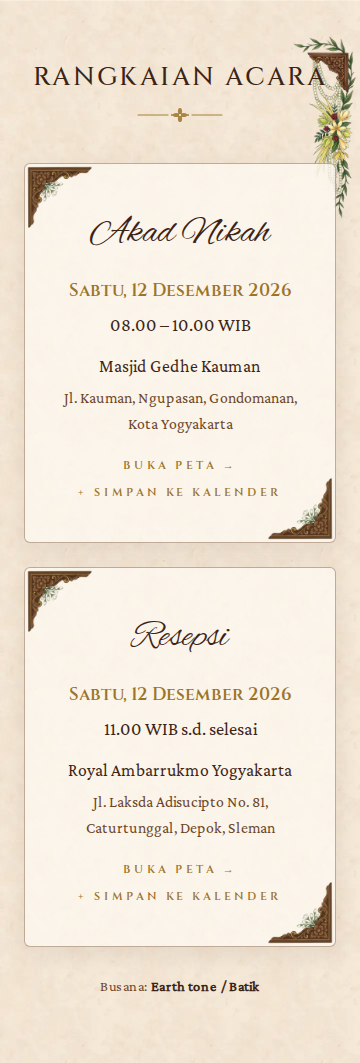 RANGKAIAN ACARA
Akad Nikah
SABTU, 12 DESEMBER 2026
08.00 – 10.00 WIB
Masjid Gedhe Kauman
Jl. Kauman, Ngupasan, Gondomanan,
Kota Yogyakarta
BUKA PETA →
+ SIMPAN KE KALENDER
Resepsi
SABTU, 12 DESEMBER 2026
11.00 WIB s.d. selesai
Royal Ambarrukmo Yogyakarta
Jl. Laksda Adisucipto No. 81,
Caturtunggal, Depok, Sleman
BUKA PETA →
+ SIMPAN KE KALENDER
Busana: Earth tone / Batik